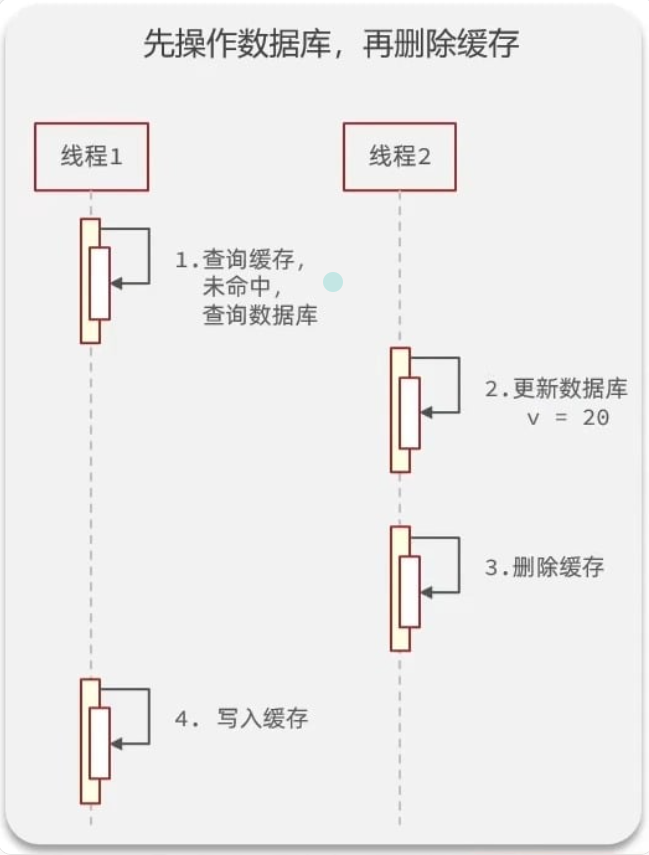 先操作数据库，再删除缓存
线程1
线程2
1.查询缓存，
未命中，
查询数据库
2.更新数据库
v = 20
3.删除缓存
4. 写入缓存